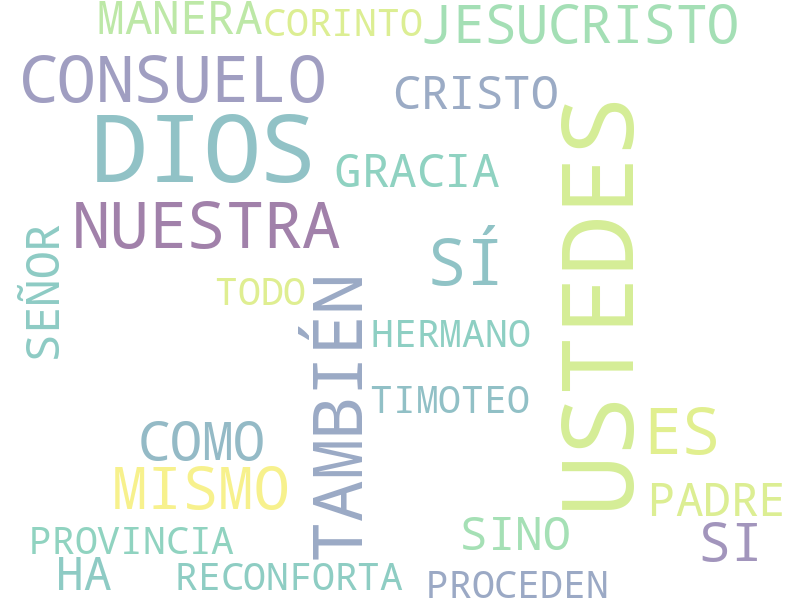 MANERA
CORINTO
JESUCRISTO
CONSUELO
CRISTO
DIOS
USTEDES
GRACIA
NUESTRA
SEÑOR
SÍ
TODO
TAMBIÉN
HERMANO
TIMOTEO
COMO
ES
MISMO
PADRE
PROVINCIA
SINO
SI
HA
RECONFORTA
PROCEDEN